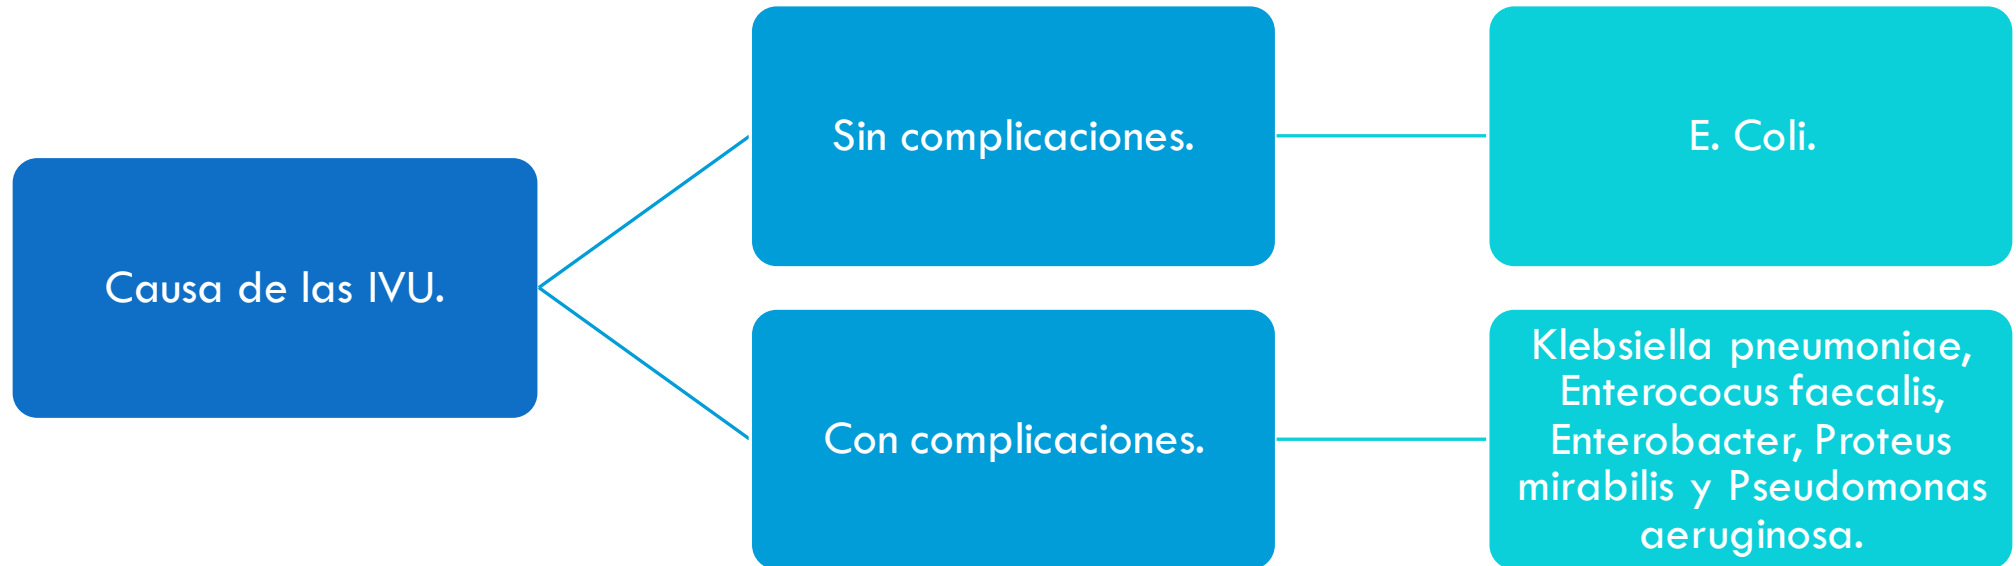 Causa de las IVU.
Sin complicaciones.
E. Coli.
Con complicaciones.
Klebsiella pneumoniae,
Enterococus faecalis,
Enterobacter, Proteus
mirabilis y Pseudomonas
aeruginosa.